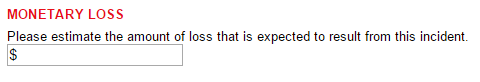 MONETARY LOSS
Please estimate the amount of loss that is expected to result from this incident.
$